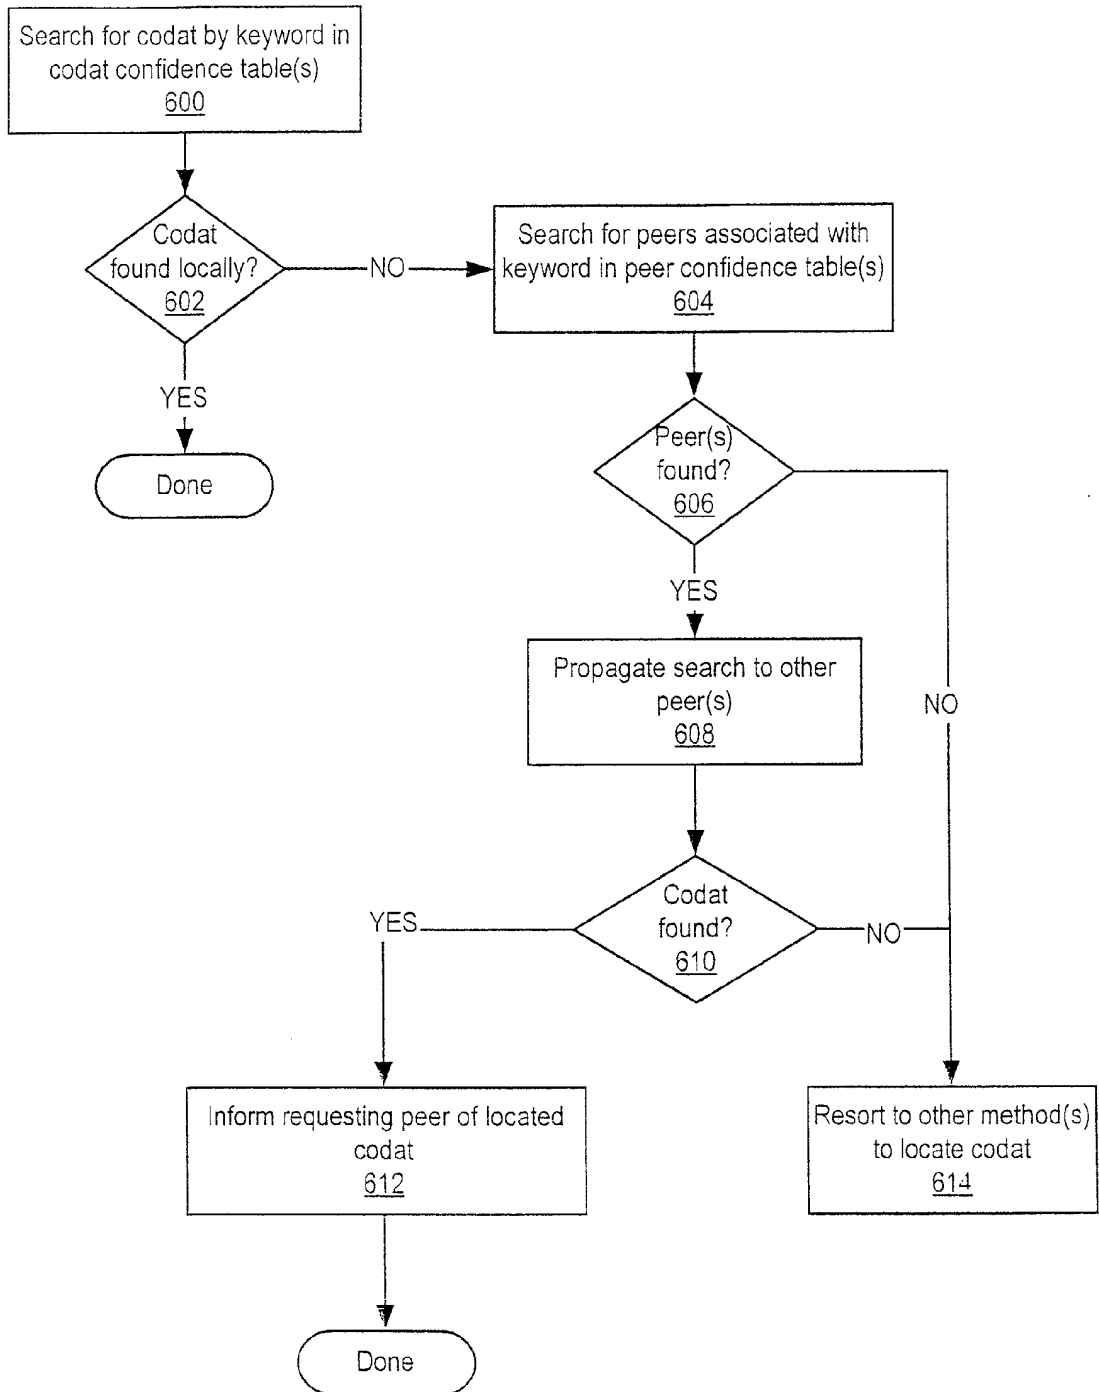 Search for codat by keyword in
codat confidence table(s)
600
Codat
found locally?
602
NO
Search for peers associated with
keyword in peer confidence table(s)
604
YES
Done
Peer(s)
found?
606
YES
NO
Propagate search to other
peer(s)
608
Codat
found?
610
YES
NO
Inform requesting peer of located
codat
612
Resort to other method(s)
to locate codat
614
Done